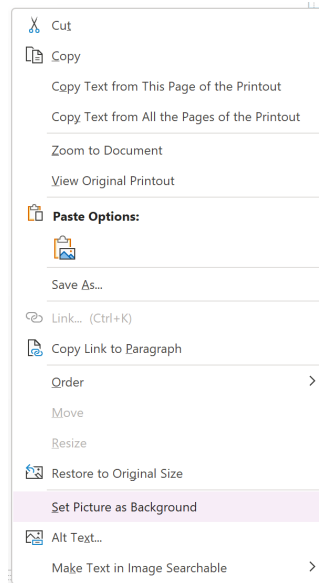 Cut
Copy
Copy Text from This Page of the Printout
Copy Text from All the Pages of the Printout
Zoom to Document
View Original Printout
Paste Options:
Save As...
Link... (Ctrl+K)
Copy Link to Paragraph
Order
Move
Resize
Restore to Original Size
Set Picture as Background
Alt Text...
Make Text in Image Searchable